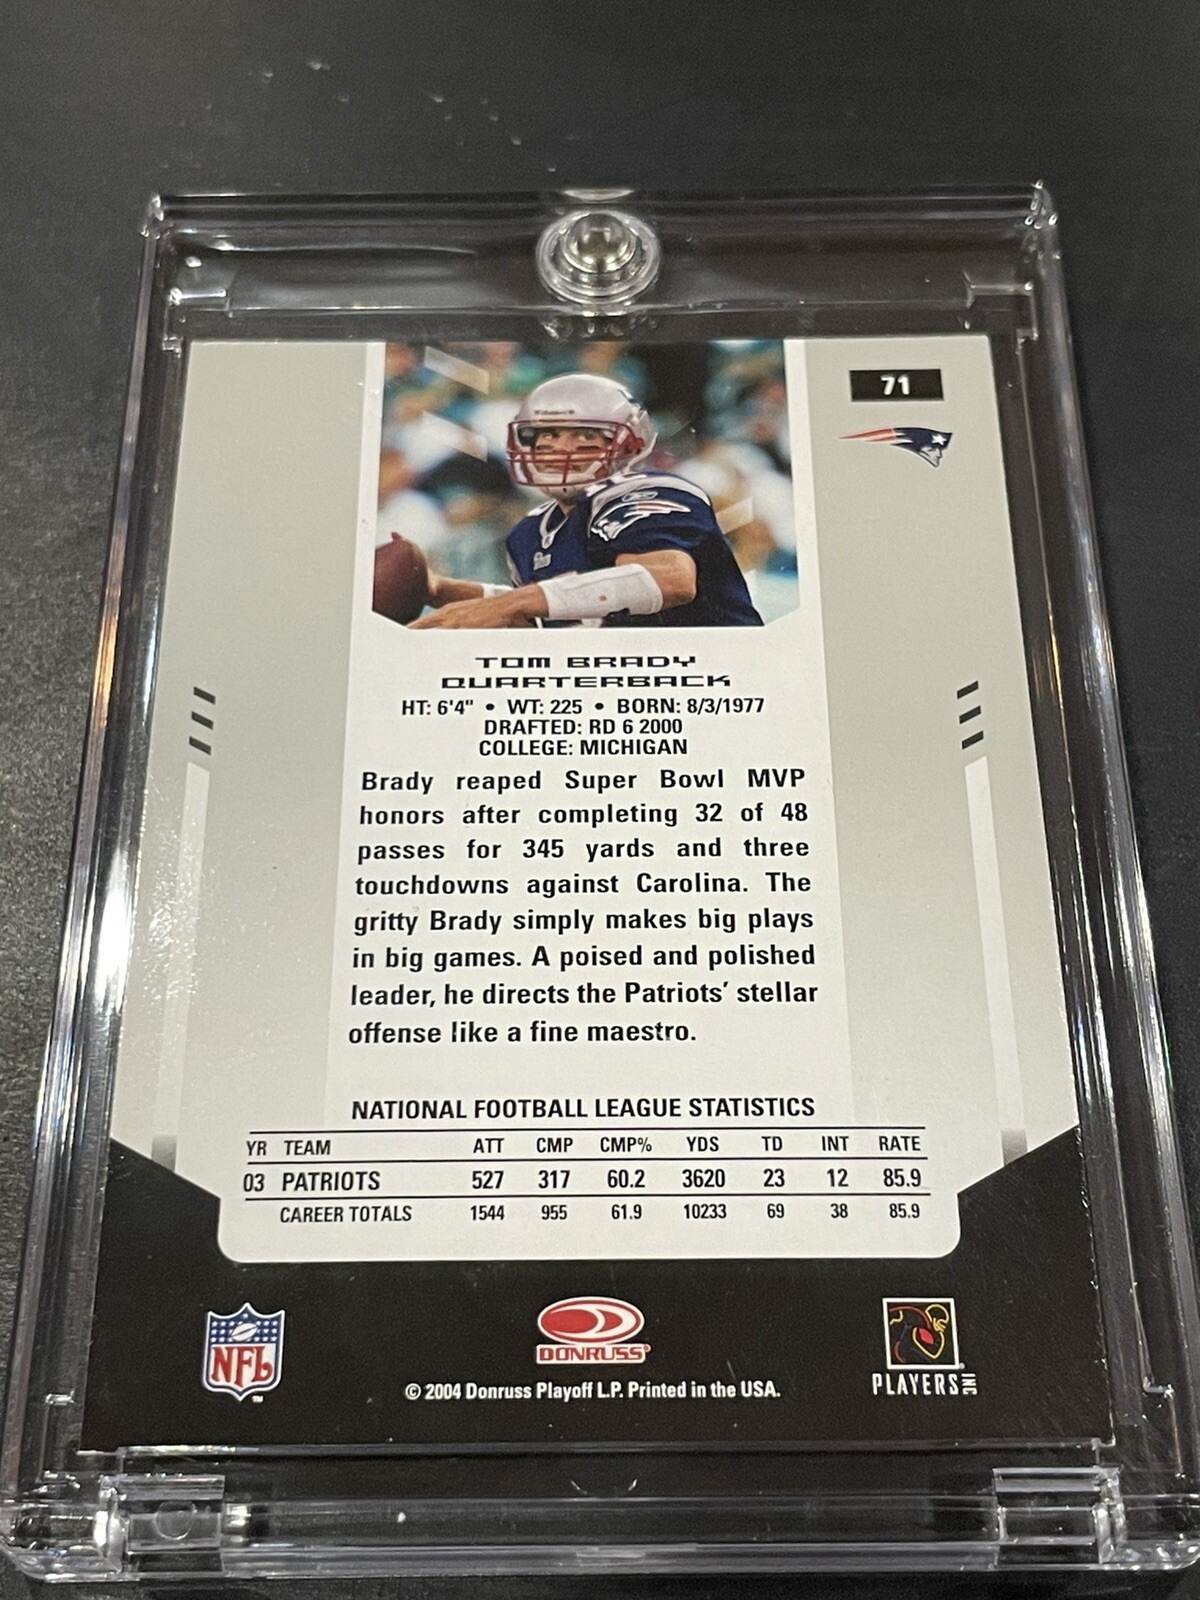 71
TOM BRADY
QUARTERBACK
HT: 6'4" • WT: 225 • BORN: 8/3/1977
DRAFTED: RD 6 2000
COLLEGE: MICHIGAN
Brady reaped Super Bowl MVP
honors after completing 32 of 48
passes for 345 yards and three
touchdowns against Carolina. The
gritty Brady simply makes big plays
in big games. A poised and polished
leader, he directs the Patriots' stellar
offense like a fine maestro.
NATIONAL FOOTBALL LEAGUE STATISTICS
YR TEAM ATT CMP CMP% YDS TD INT RATE
03 PATRIOTS 527 317 60.2 3620 23 12 85.9
CAREER TOTALS 1544 955 61.9 10233 69 38 85.9
NFL
DONRUSS
PLAYERS INC
© 2004 Donruss Playoff L.P. Printed in the USA.